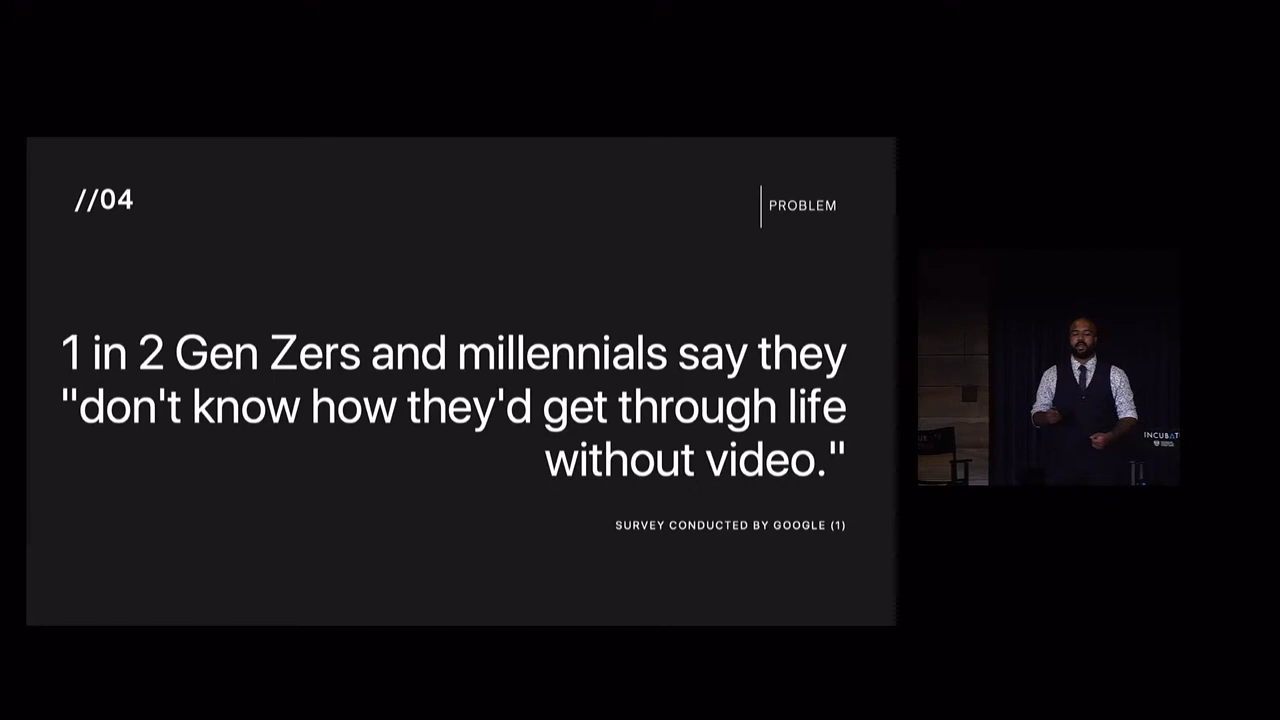 //04
PROBLEM
1 in 2 Gen Zers and millennials say they
"don't know how they'd get through life
without video."
SURVEY CONDUCTED BY GOOGLE (1)
INCUBAT